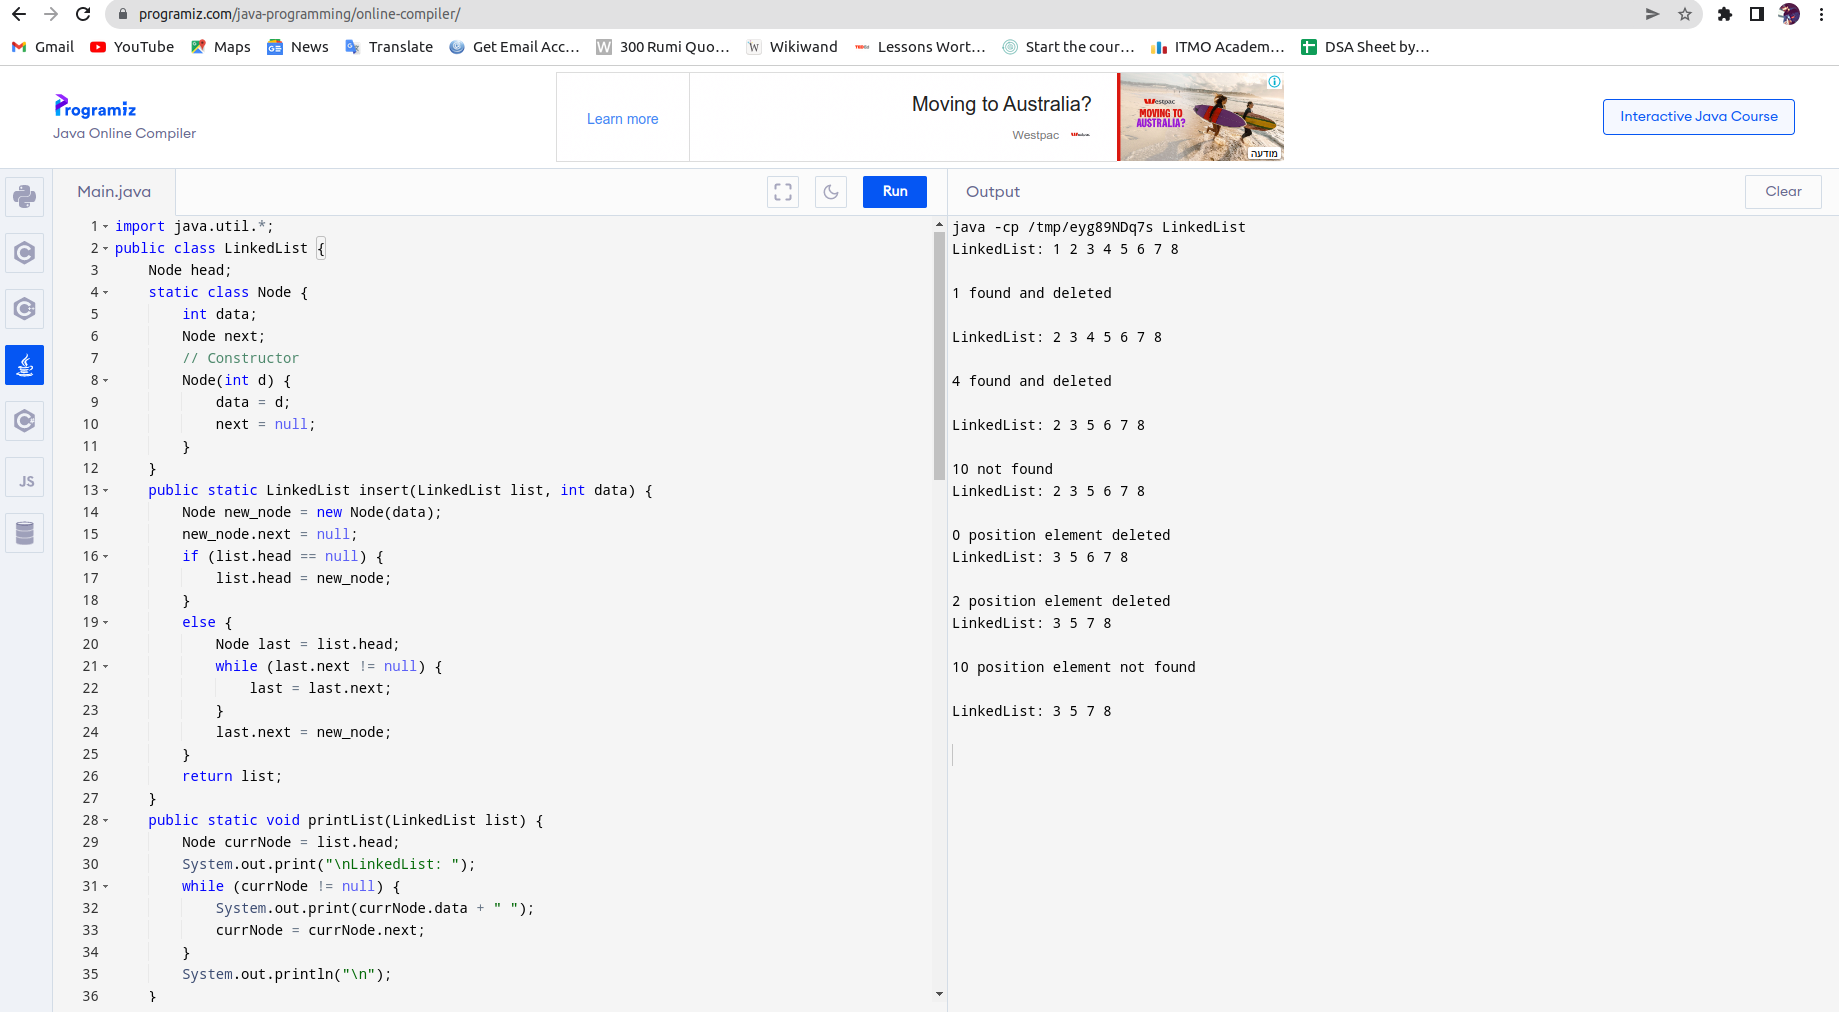 programiz.com/java-programming/online-compiler/
Gmail YouTube Maps News Translate Get Email Acc... 300 Rumi Quo... Wikiwand Lessons Wort... Start the cour... ITMO Academ... DSA Sheet by...
Programiz
Java Online Compiler
Learn more
Moving to Australia?
Westpac
Westpac
MOVING TO
AUSTRALIA?
מודעה
Interactive Java Course
Main.java
Run
1 import java.util.*;
2 public class LinkedList {
3 Node head;
4 static class Node {
5 int data;
6 Node next;
7 // Constructor
8 Node(int d) {
9 data = d;
10 next = null;
11 }
12 }
13 public static LinkedList insert(LinkedList list, int data) {
14 Node new_node = new Node(data);
15 new_node.next = null;
16 if (list.head == null) {
17 list.head = new_node;
18 }
19 else {
20 Node last = list.head;
21 while (last.next != null) {
22 last = last.next;
23 }
24 last.next = new_node;
25 }
26 return list;
27 }
28 public static void printList(LinkedList list) {
29 Node currNode = list.head;
30 System.out.print("\nLinkedList: ");
31 while (currNode != null) {
32 System.out.print(currNode.data + " ");
33 currNode = currNode.next;
34 }
35 System.out.println("\n");
36 }
JS
Output
Clear
java -cp /tmp/eyg89NDq7s LinkedList
LinkedList: 1 2 3 4 5 6 7 8
1 found and deleted
LinkedList: 2 3 4 5 6 7 8
4 found and deleted
LinkedList: 2 3 5 6 7 8
10 not found
LinkedList: 2 3 5 6 7 8
0 position element deleted
LinkedList: 3 5 6 7 8
2 position element deleted
LinkedList: 3 5 7 8
10 position element not found
LinkedList: 3 5 7 8